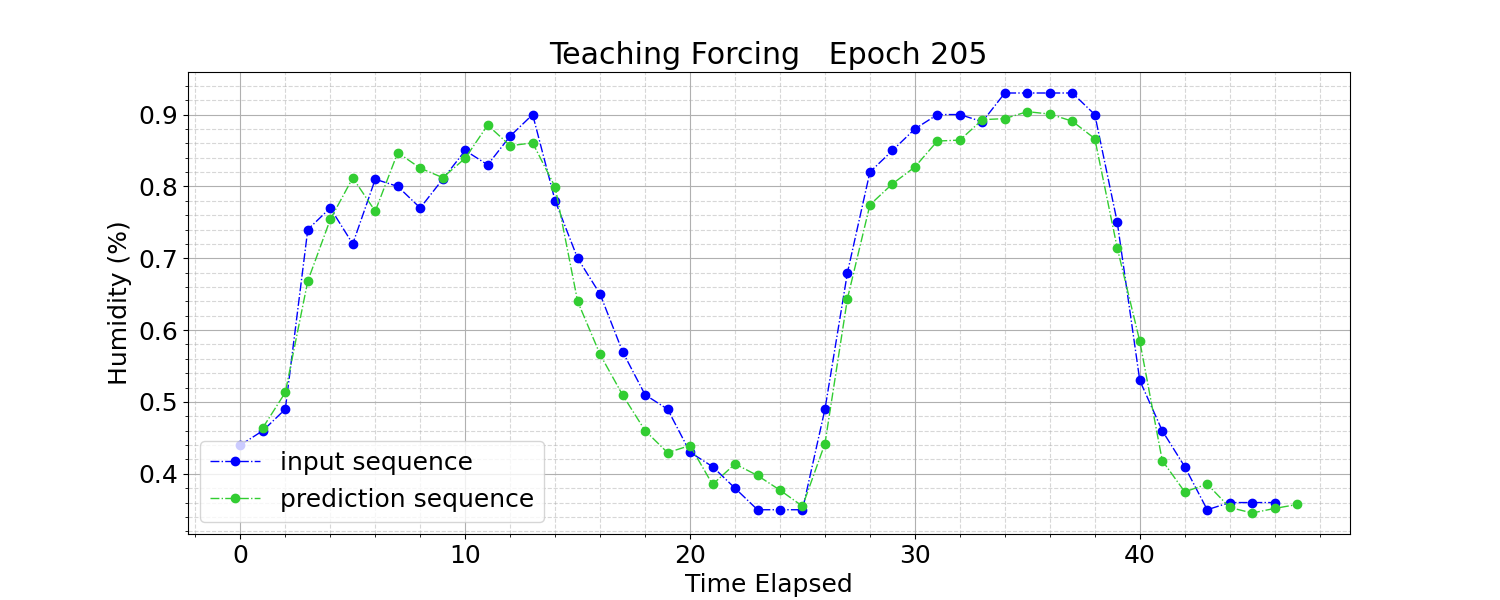 Teaching Forcing   Epoch 205
Humidity (%)
0.9
0.8
0.7
0.6
0.5
0.4
input sequence
prediction sequence
0 10 20 30 40
Time Elapsed